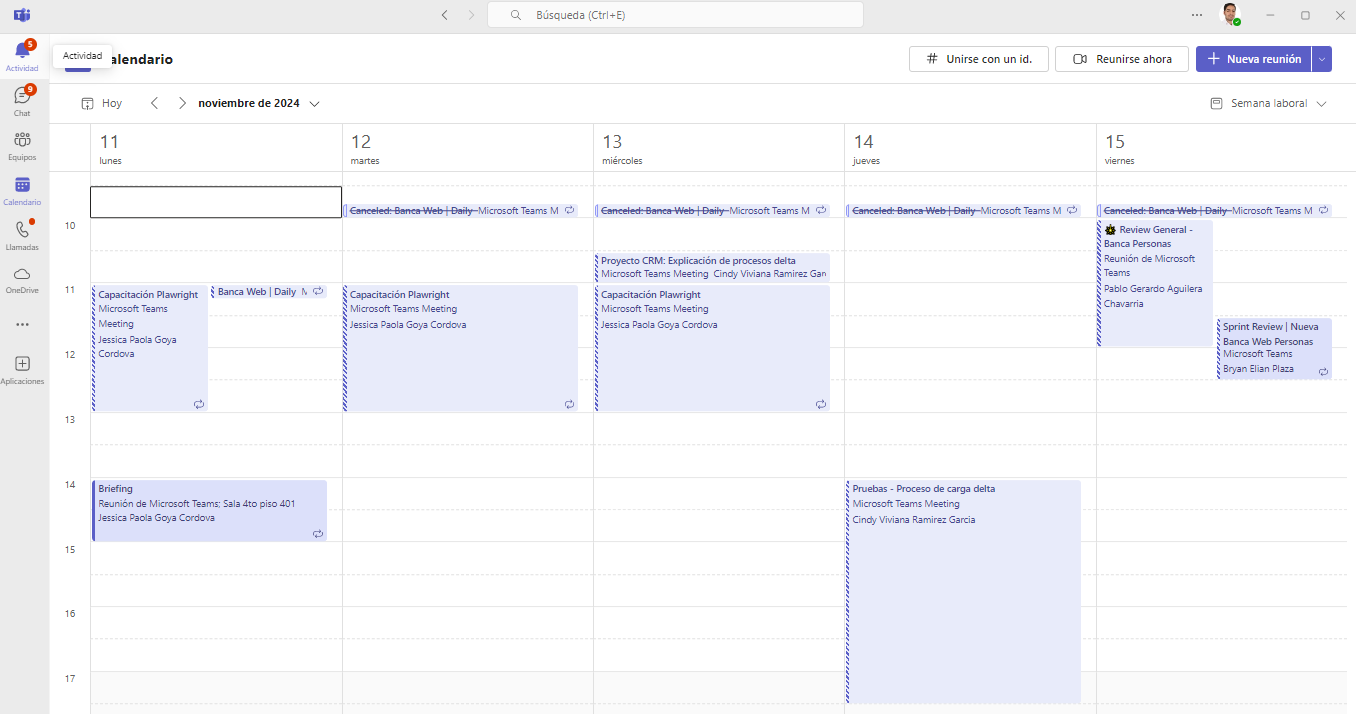 Búsqueda (Ctrl+E)
5
Actividad
Actividad
alendario
Unirse con un id.
Reunirse ahora
Nueva reunión
9
Chat
Equipos
Calendario
Llamadas
OneDrive
Aplicaciones
Hoy
noviembre de 2024
Semana laboral
11
lunes
12
martes
13
miércoles
14
jueves
15
viernes
10
11
12
13
14
15
16
17
Capacitación Plawright
Microsoft Teams
Meeting
Jessica Paola Goya
Cordova
Banca Web | Daily M
Briefing
Reunión de Microsoft Teams; Sala 4to piso 401
Jessica Paola Goya Cordova
Canceled: Banca Web | Daily Microsoft Teams M
Capacitación Plawright
Microsoft Teams Meeting
Jessica Paola Goya Cordova
Canceled: Banca Web | Daily Microsoft Teams M
Proyecto CRM: Explicación de procesos delta
Microsoft Teams Meeting Cindy Viviana Ramirez Gar
Capacitación Plawright
Microsoft Teams Meeting
Jessica Paola Goya Cordova
Canceled: Banca Web | Daily Microsoft Teams M
Pruebas - Proceso de carga delta
Microsoft Teams Meeting
Cindy Viviana Ramirez Garcia
Canceled: Banca Web | Daily Microsoft Teams M
Review General -
Banca Personas
Reunión de Microsoft
Teams
Pablo Gerardo Aguilera
Chavarría
Sprint Review | Nueva
Banca Web Personas
Microsoft Teams
Bryan Elian Plaza